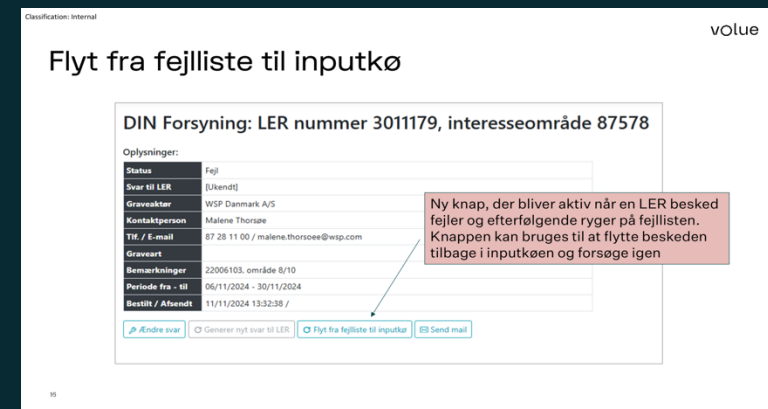 Classification: Internal
volue
Flyt fra fejlliste til inputkø
DIN Forsyning: LER nummer 3011179, interesseområde 87578
Oplysninger:
Status Fejl
Svar til LER [Ukendt]
Graveaktør WSP Danmark A/S
Kontaktperson Malene Thorsøe
Tlf. / E-mail 87 28 11 00 / malene.thorsoee@wsp.com
Graveart
Bemærkninger 22006103, område 8/10
Periode fra - til 06/11/2024 - 30/11/2024
Bestilt / Afsendt 11/11/2024 13:32:38 /
Ny knap, der bliver aktiv når en LER besked
fejler og efterfølgende ryger på fejllisten.
Knappen kan bruges til at flytte beskeden
tilbage i inputkøen og forsøge igen
Ændre svar Generer nyt svar til LER Flyt fra fejlliste til inputkø Send mail